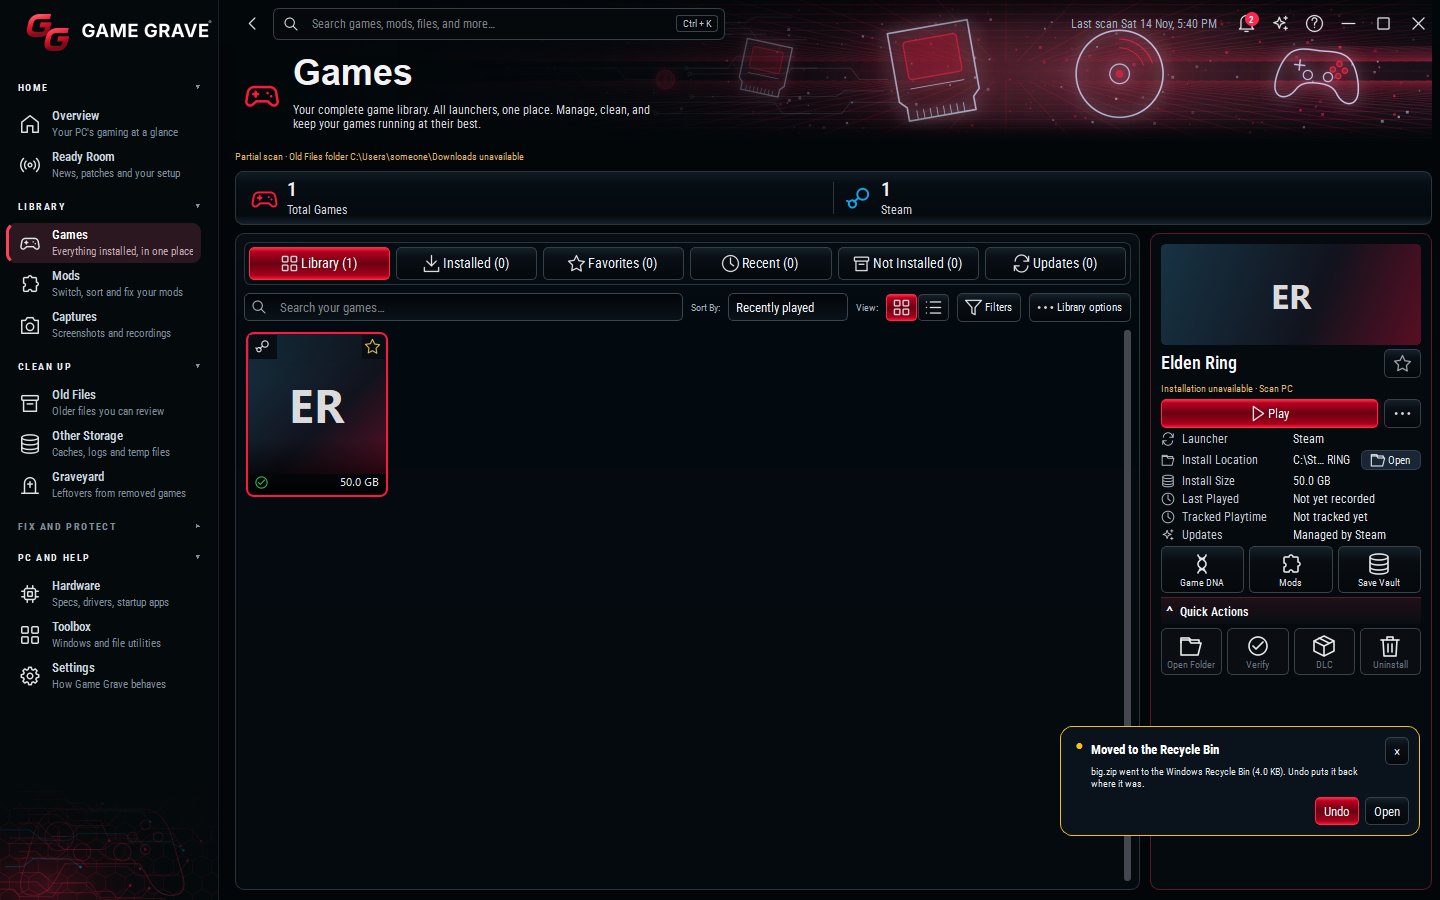 GG GAME GRAVE
Search games, mods, files, and more...
Ctrl + K
Last scan Sat 14 Nov, 5:40 PM
2
HOME
Overview
Your PC's gaming at a glance
Ready Room
News, patches and your setup
LIBRARY
Games
Everything installed, in one place
Mods
Switch, sort and fix your mods
Captures
Screenshots and recordings
CLEAN UP
Old Files
Older files you can review
Other Storage
Caches, logs and temp files
Graveyard
Leftovers from removed games
FIX AND PROTECT
PC AND HELP
Hardware
Specs, drivers, startup apps
Toolbox
Windows and file utilities
Settings
How Game Grave behaves
Games
Your complete game library. All launchers, one place. Manage, clean, and
keep your games running at their best.
Partial scan · Old Files folder C:\Users\someone\Downloads unavailable
1
Total Games
1
Steam
Library (1)
Installed (0)
Favorites (0)
Recent (0)
Not Installed (0)
Updates (0)
Search your games...
Sort By:
Recently played
View:
Filters
Library options
ER
50.0 GB
ER
Elden Ring
Installation unavailable · Scan PC
Play
Launcher
Steam
Install Location
C:\St... RING
Open
Install Size
50.0 GB
Last Played
Not yet recorded
Tracked Playtime
Not tracked yet
Updates
Managed by Steam
Game DNA
Mods
Save Vault
Quick Actions
Open Folder
Verify
DLC
Uninstall
Moved to the Recycle Bin
x
big.zip went to the Windows Recycle Bin (4.0 KB). Undo puts it back
where it was.
Undo
Open